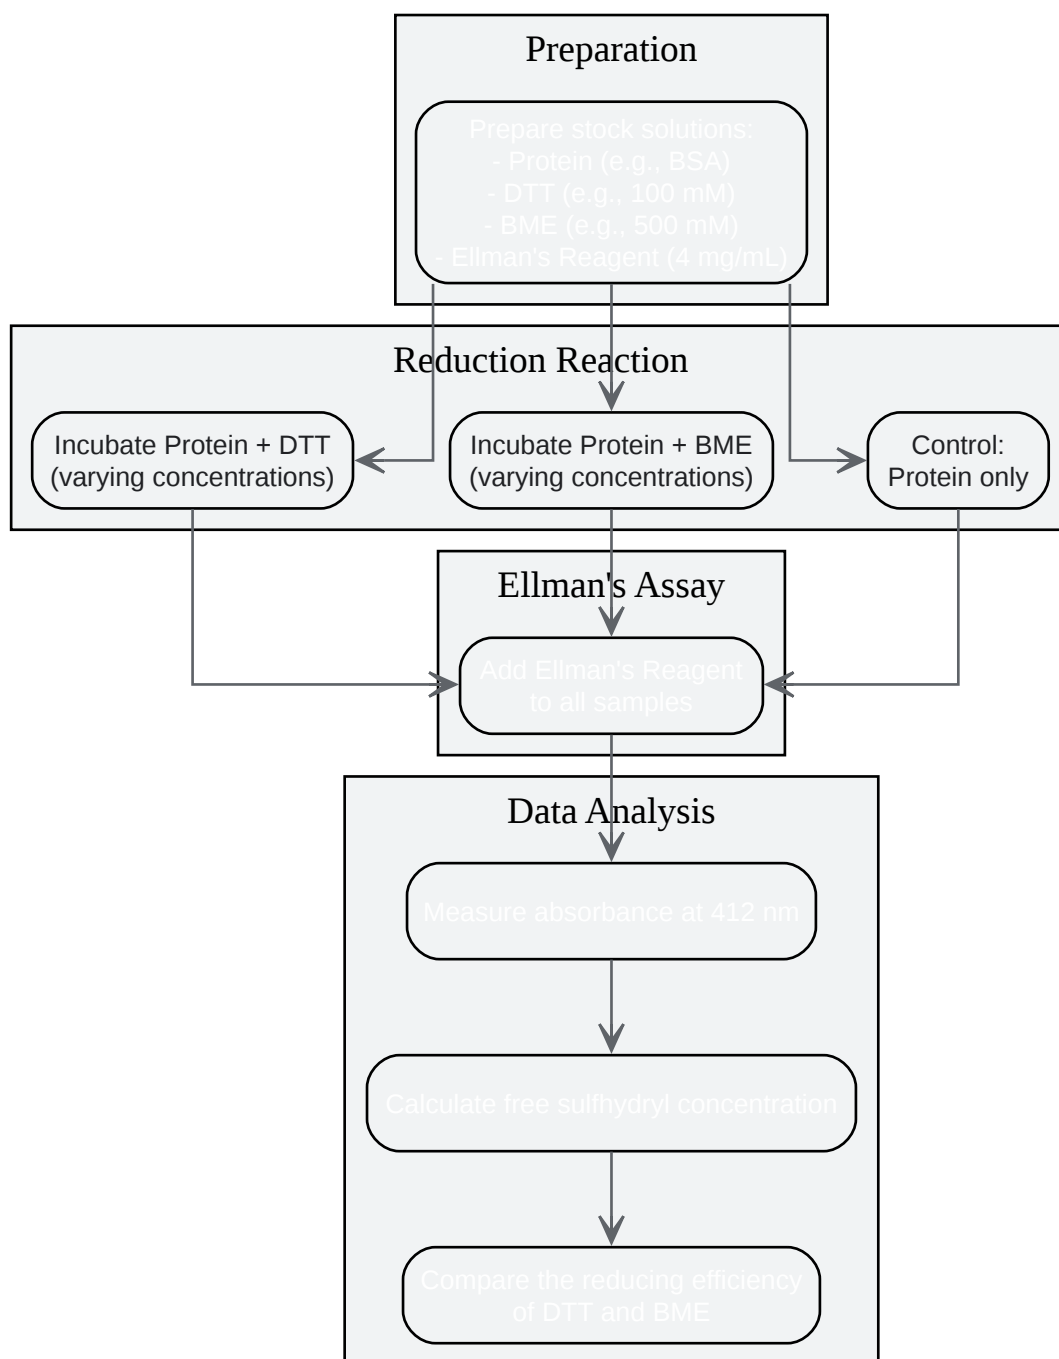 Preparation
Prepare stock solutions:
- Protein (e.g., BSA)
- DTT (e.g., 100 mM)
- BME (e.g., 500 mM)
- Ellman's Reagent (4 mg/mL)
Reduction Reaction
Incubate Protein + DTT
(varying concentrations)
Incubate Protein + BME
(varying concentrations)
Control:
Protein only
Ellman's Assay
Add Ellman's Reagent
to all samples
Data Analysis
Measure absorbance at 412 nm
Calculate free sulfhydryl concentration
Compare the reducing efficiency
of DTT and BME